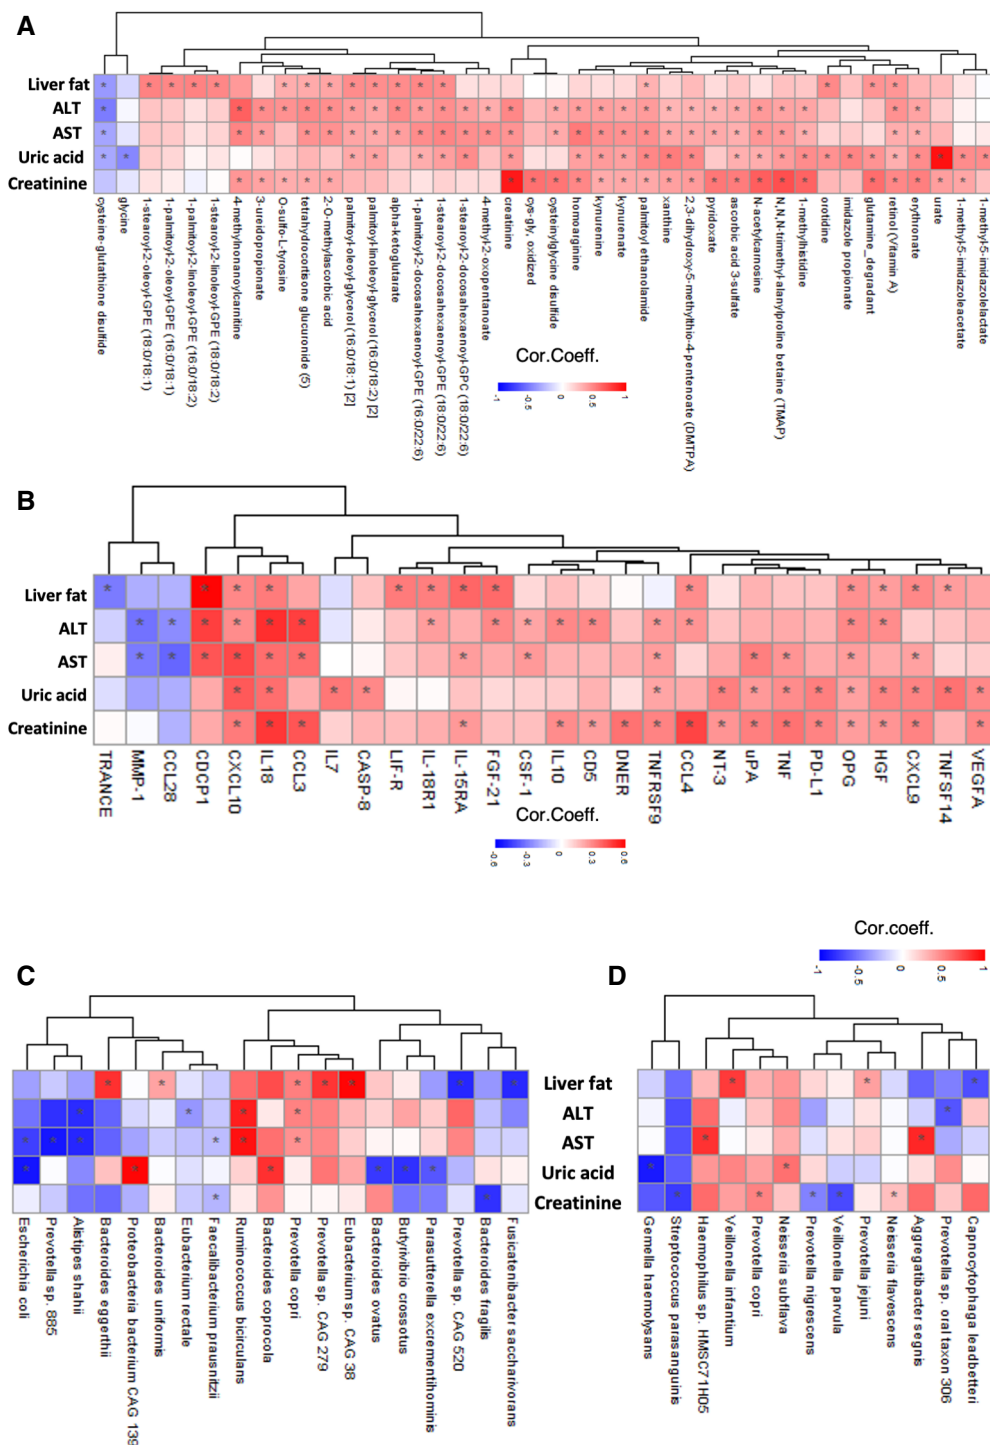 A
Liver fat
ALT
AST
Uric acid
Creatinine
cysteine-glutathione disulfide
glycine
1-stearoyl-2-oleoyl-GPE (18:0/18:1)
1-palmitoyl-2-oleoyl-GPE (16:0/18:1)
1-palmitoyl-2-linoleoyl-GPE (16:0/18:2)
1-stearoyl-2-linoleoyl-GPE (18:0/18:2)
4-methylnonanoylcarnitine
3-ureidopropionate
O-sulfo-L-tyrosine
tetrahydrocortisone glucuronide (5)
2-O-methylascorbic acid
palmitoyl-oleoyl-glycerol (16:0/18:1) [2]
palmitoyl-linoleoyl-glycerol (16:0/18:2) [2]
alpha-ketoglutarate
1-palmitoyl-2-docosahexaenoyl-GPE (16:0/22:6)
1-stearoyl-2-docosahexaenoyl-GPE (18:0/22:6)
1-stearoyl-2-docosahexaenoyl-GPC (18:0/22:6)
4-methyl-2-oxopentanoate
creatinine
cys-gly, oxidized
cysteinylglycine disulfide
homoarginine
kynurenine
kynurenate
palmitoyl ethanolamide
xanthine
2,3-dihydroxy-5-methylthio-4-pentenoate (DMTPA)
pyridoxate
ascorbic acid 3-sulfate
N-acetylcarnosine
N,N,N-trimethyl-alanylproline betaine (TMAP)
1-methylhistidine
orotidine
imidazole propionate
glutamine_degradant
retinol (Vitamin A)
erythronate
urate
1-methyl-5-imidazoleacetate
1-methyl-5-imidazolelactate
Cor.Coeff.
-1
-0.5
0
0.5
1
B
Liver fat
ALT
AST
Uric acid
Creatinine
TRANCE
MMP-1
CCL28
CDCP1
CXCL10
IL18
CCL3
IL7
CASP-8
LIF-R
IL-18R1
IL-15RA
FGF-21
CSF-1
IL10
CD5
DNER
TNFRSF9
CCL4
NT-3
uPA
TNF
PD-L1
OPG
HGF
CXCL9
TNFSF14
VEGFA
Cor.Coeff.
-0.6
-0.3
0
0.3
0.6
Cor.coeff.
-1
-0.5
0
0.5
1
C
D
Liver fat
ALT
AST
Uric acid
Creatinine
Escherichia coli
Prevotella sp. 885
Alistipes shahii
Bacteroides eggerthii
Proteobacteria bacterium CAG 139
Bacteroides uniformis
Eubacterium rectale
Faecalibacterium prausnitzii
Ruminococcus bicirculans
Bacteroides coprocola
Prevotella copri
Prevotella sp. CAG 279
Eubacterium sp. CAG 38
Bacteroides ovatus
Butyrivibrio crossotus
Parasutterella excrementihominis
Prevotella sp. CAG 520
Bacteroides fragilis
Fusicatenibacter saccharivorans
Gemella haemolysans
Streptococcus parasanguinis
Haemophilus sp. HMSC71H05
Veillonella infantium
Prevotella copri
Neisseria subflava
Prevotella nigrescens
Veillonella parvula
Prevotella jejuni
Neisseria flavescens
Aggregatibacter segnis
Prevotella sp. oral taxon 306
Capnocytophaga leadbetteri